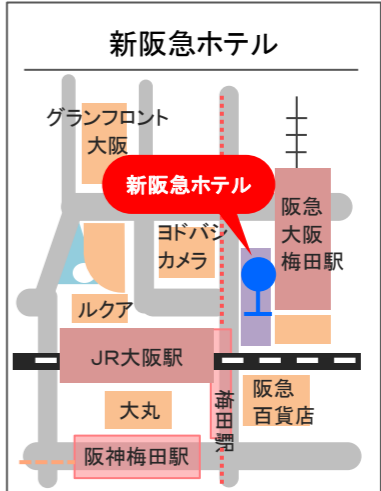 新阪急ホテル
グランフロント
大阪
新阪急ホテル
阪急
大阪
梅田駅
ヨドバシ
カメラ
ルクア
JR大阪駅
梅田駅
阪急
百貨店
大丸
阪神梅田駅